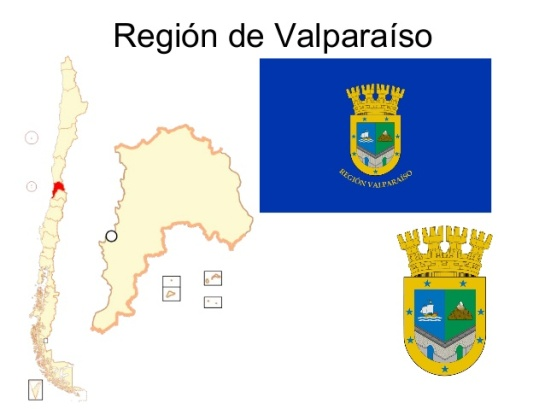 Región de Valparaíso
REGIÓN VALPARAÍSO